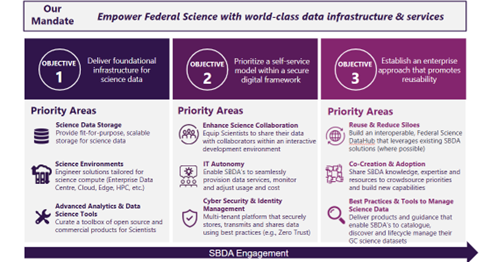 Our
Mandate
Empower Federal Science with world-class data infrastructure & services
OBJECTIVE
1
Deliver foundational
infrastructure for
science data
Priority Areas
Science Data Storage
Provide fit-for-purpose, scalable
storage for science data
Science Environments
Engineer solutions tailored for
science compute (Enterprise Data
Centre, Cloud, Edge, HPC, etc.)
Advanced Analytics & Data
Science Tools
Curate a toolbox of open source and
commercial products for Scientists
OBJECTIVE
2
Prioritize a self-service
model within a secure
digital framework
Priority Areas
Enhance Science Collaboration
Equip Scientists to share their data
with collaborators within an interactive
development environment
IT Autonomy
Enable SBDA's to seamlessly
provision data services, monitor
and adjust usage and cost
Cyber Security & Identity
Management
Multi-tenant platform that securely
stores, transmits and shares data
using best practices (e.g., Zero Trust)
OBJECTIVE
3
Establish an enterprise
approach that promotes
reusability
Priority Areas
Reuse & Reduce Siloes
Build an interoperable, Federal Science
DataHub that leverages existing SBDA
solutions (where possible)
Co-Creation & Adoption
Share SBDA knowledge, expertise and
resources to crowdsource priorities
and build new capabilities
Best Practices & Tools to Manage
Science Data
Deliver products and guidance that
enable SBDA's to catalogue,
discover and lifecycle manage their
GC science datasets
SBDA Engagement